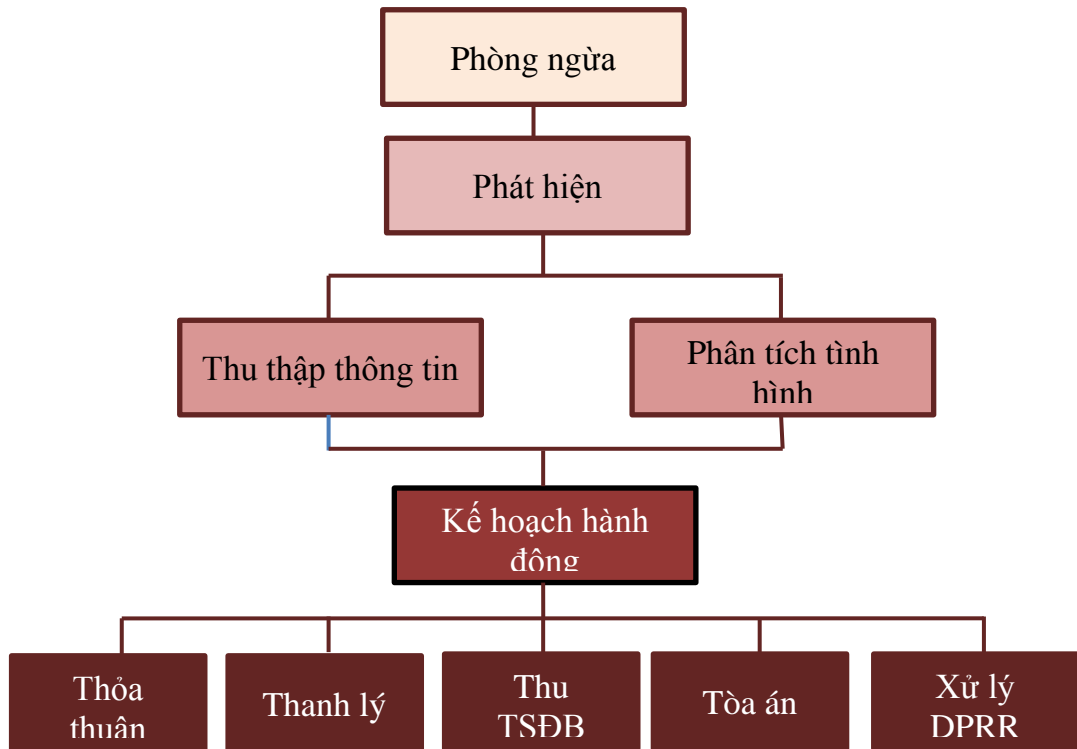 Phòng ngừa
Phát hiện
Thu thập thông tin
Phân tích tình
hình
Kế hoạch hành
động
Thỏa
thuận
Thanh lý
Thu
TSĐB
Tòa án
Xử lý
DPRR